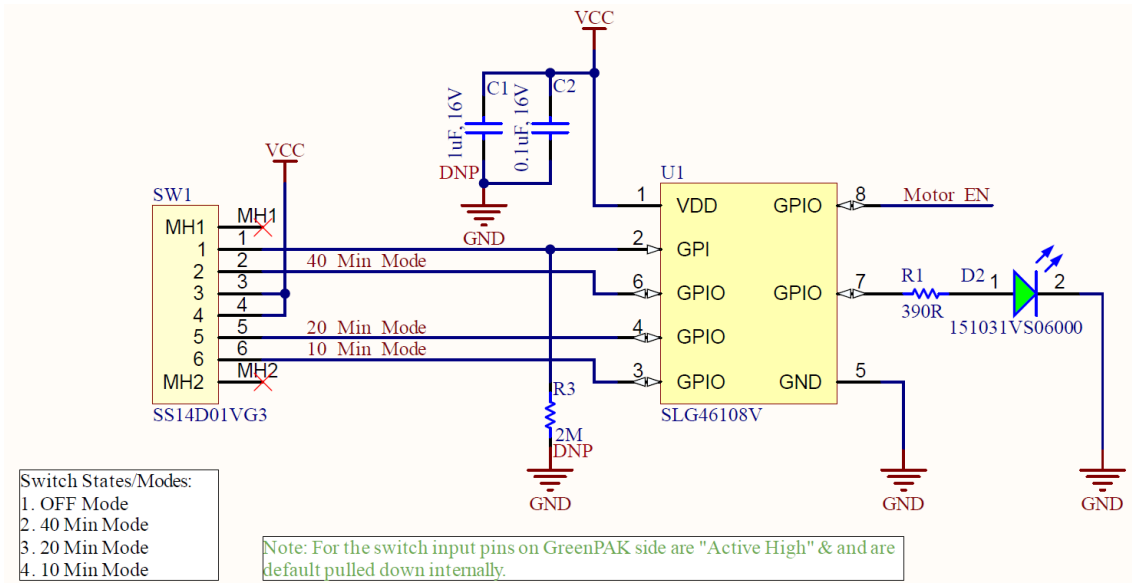 VCC
C1
C2
1uF, 16V
0.1uF, 16V
DNP
GND
VCC
SW1
MH1
MH1
1
1
2
2
3
3
4
4
5
5
6
6
MH2
MH2
SS14D01VG3
40 Min Mode
20 Min Mode
10 Min Mode
R3
2M
DNP
GND
U1
1
VDD
GPIO
8
Motor EN
2
GPI
6
GPIO
GPIO
7
R1
390R
D2
1
2
151031VS06000
4
GPIO
3
GPIO
GND
5
SLG46108V
GND
GND
Switch States/Modes:
1. OFF Mode
2. 40 Min Mode
3. 20 Min Mode
4. 10 Min Mode
Note: For the switch input pins on GreenPAK side are "Active High" & and are
default pulled down internally.